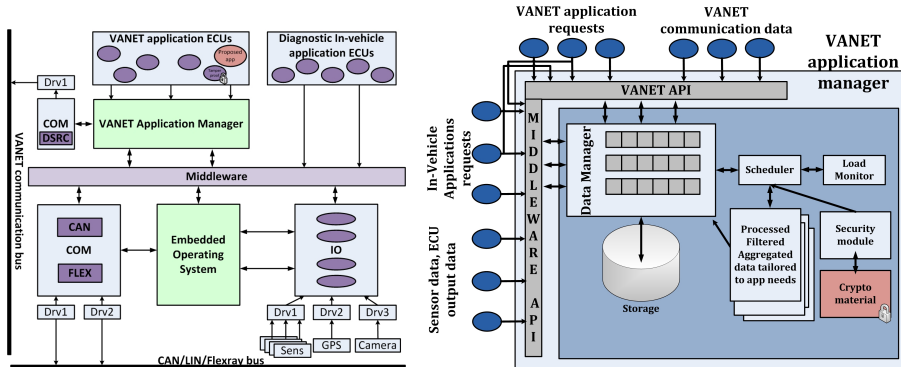 VANET application ECUs
Proposed
app
Diagnostic In-vehicle
application ECUs
Drv1
COM
DSRC
VANET Application Manager
VANET communication bus
Middleware
CAN
COM
FLEX
Embedded
Operating
System
IO
Drv1
Drv2
Drv1
Drv2
Drv3
Sens
GPS
Camera
CAN/LIN/Flexray bus
VANET application
requests
VANET
communication data
VANET
application
manager
VANET API
In-Vehicle
Applications
requests
Sensor data, ECU
output data
MIDDLEWARE API
Data Manager
Storage
Scheduler
Load
Monitor
Processed
Filtered
Aggregated
data tailored
to app needs
Security
module
Crypto
material